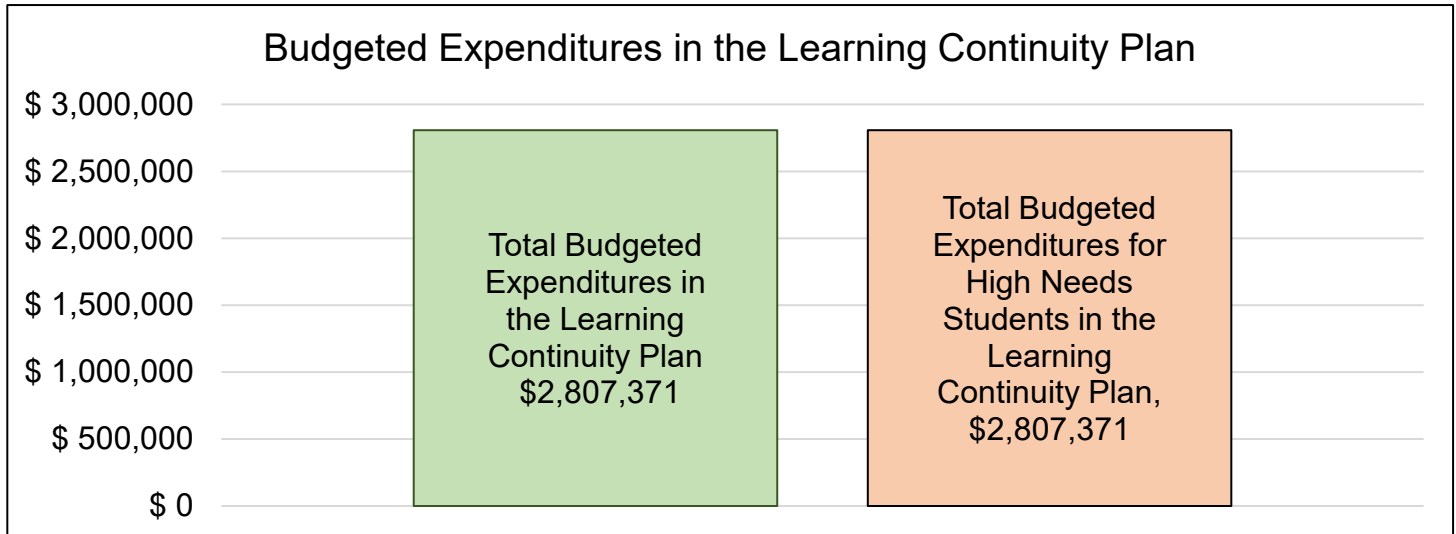 Budgeted Expenditures in the Learning Continuity Plan
$ 3,000,000
$ 2,500,000
$ 2,000,000
$ 1,500,000
$ 1,000,000
$ 500,000
$ 0
Total Budgeted
Expenditures in
the Learning
Continuity Plan
$2,807,371
Total Budgeted
Expenditures for
High Needs
Students in the
Learning
Continuity Plan,
$2,807,371